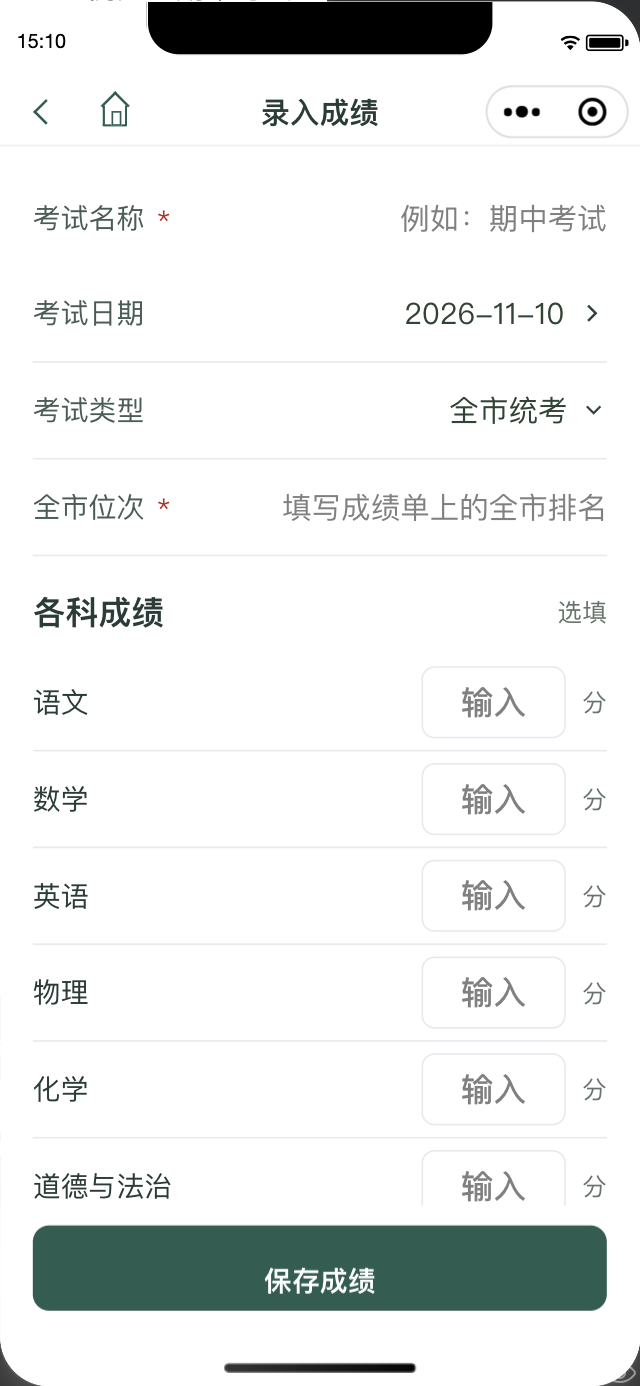 15:10
录入成绩
考试名称 * 例如：期中考试
考试日期 2026-11-10
考试类型 全市统考
全市位次 * 填写成绩单上的全市排名
各科成绩 选填
语文 输入 分
数学 输入 分
英语 输入 分
物理 输入 分
化学 输入 分
道德与法治 输入 分
保存成绩